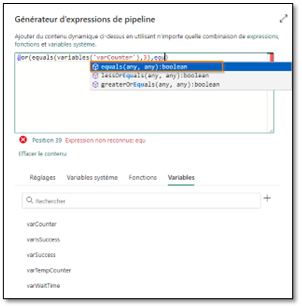 Générateur d'expressions de pipeline
Ajouter du contenu dynamique ci-dessous en utilisant n'importe quelle combinaison de expressions,
fonctions et variables système.
@or(equals(variables('varCounter'),3),equ)
equals(any, any):boolean
lessOrEquals(any, any):boolean
greaterOrEquals(any, any):boolean
Position 39 Expression non reconnue: equ
Effacer le contenu
Réglages Variables système Fonctions Variables
Rechercher
varCounter
varIsSuccess
varSuccess
varTempCounter
varWaitTime